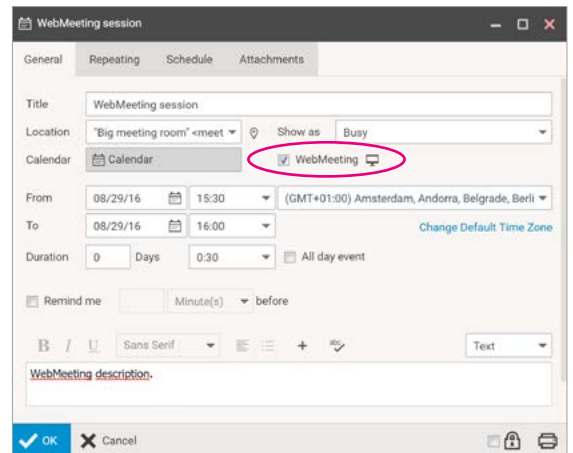 WebMeeting session
General Repeating Schedule Attachments
Title WebMeeting session
Location "Big meeting room" <meet Show as Busy
Calendar Calendar WebMeeting
From 08/29/16 15:30 (GMT+01:00) Amsterdam, Andorra, Belgrade, Berli
To 08/29/16 16:00 Change Default Time Zone
Duration 0 Days 0:30 All day event
Remind me Minute(s) before
B I U Sans Serif + abc Text
WebMeeting description.
OK Cancel